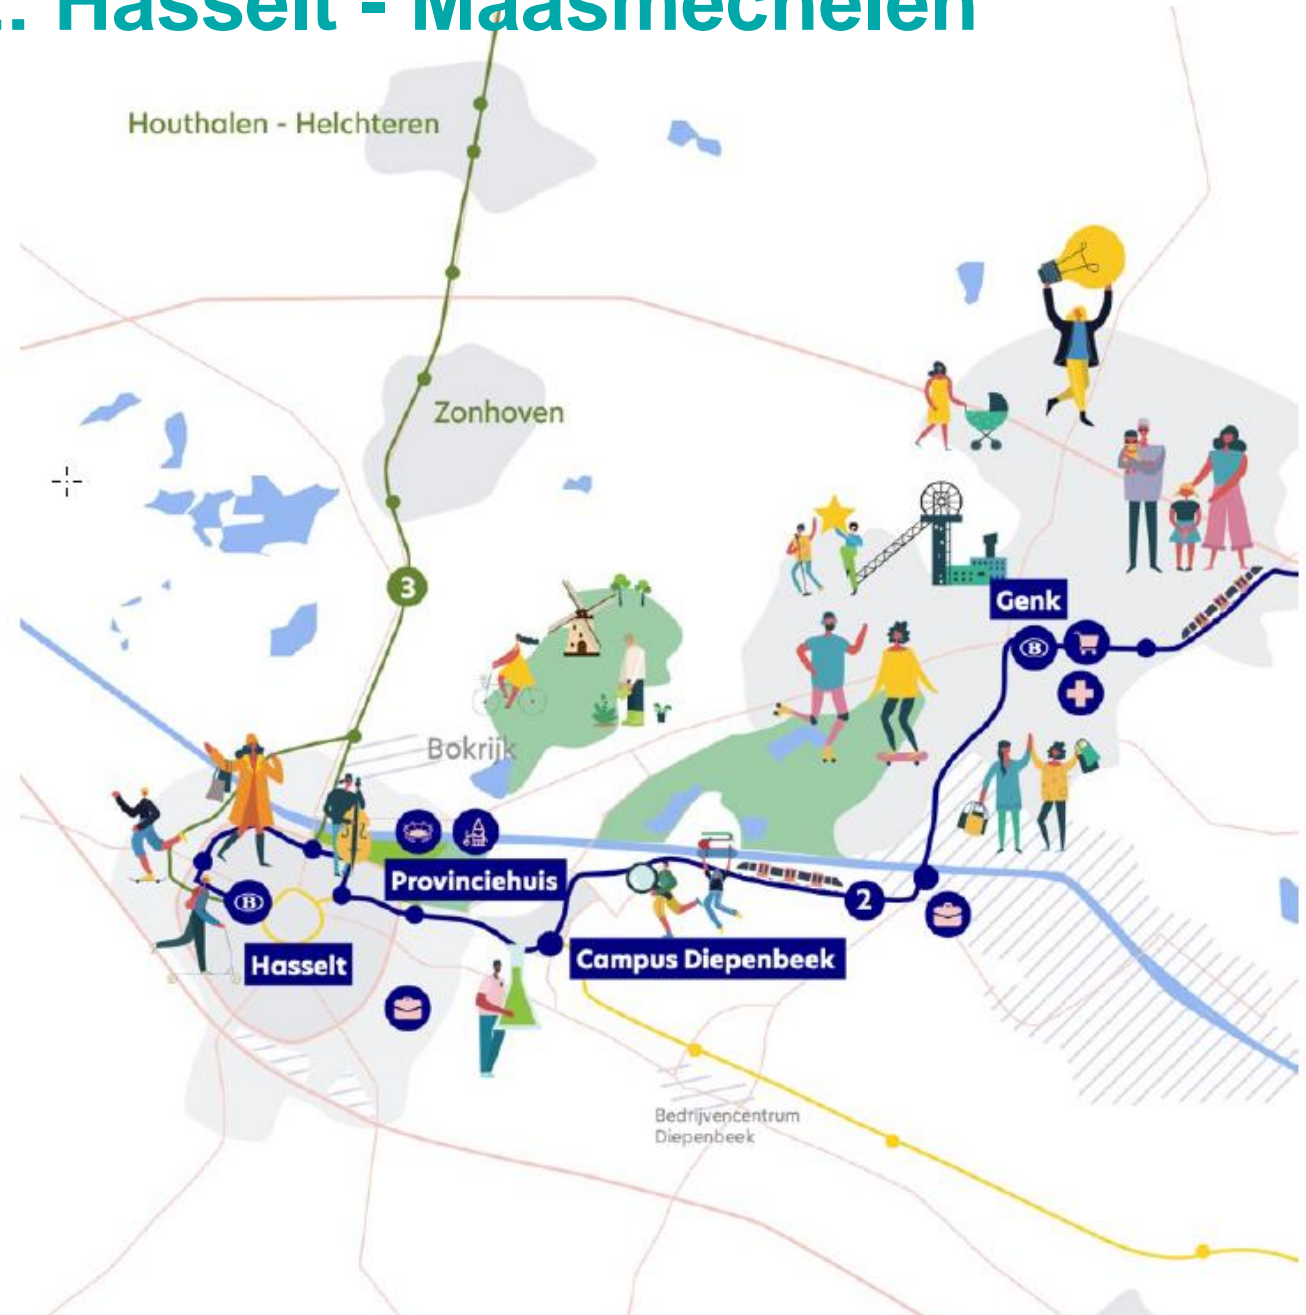 . Hasselt - Maasmechelen
Houthalen - Helchteren
Zonhoven
3
Genk
B
Bokrijk
Provinciehuis
2
B
Campus Diepenbeek
Hasselt
Bedrijvencentrum
Diepenbeek